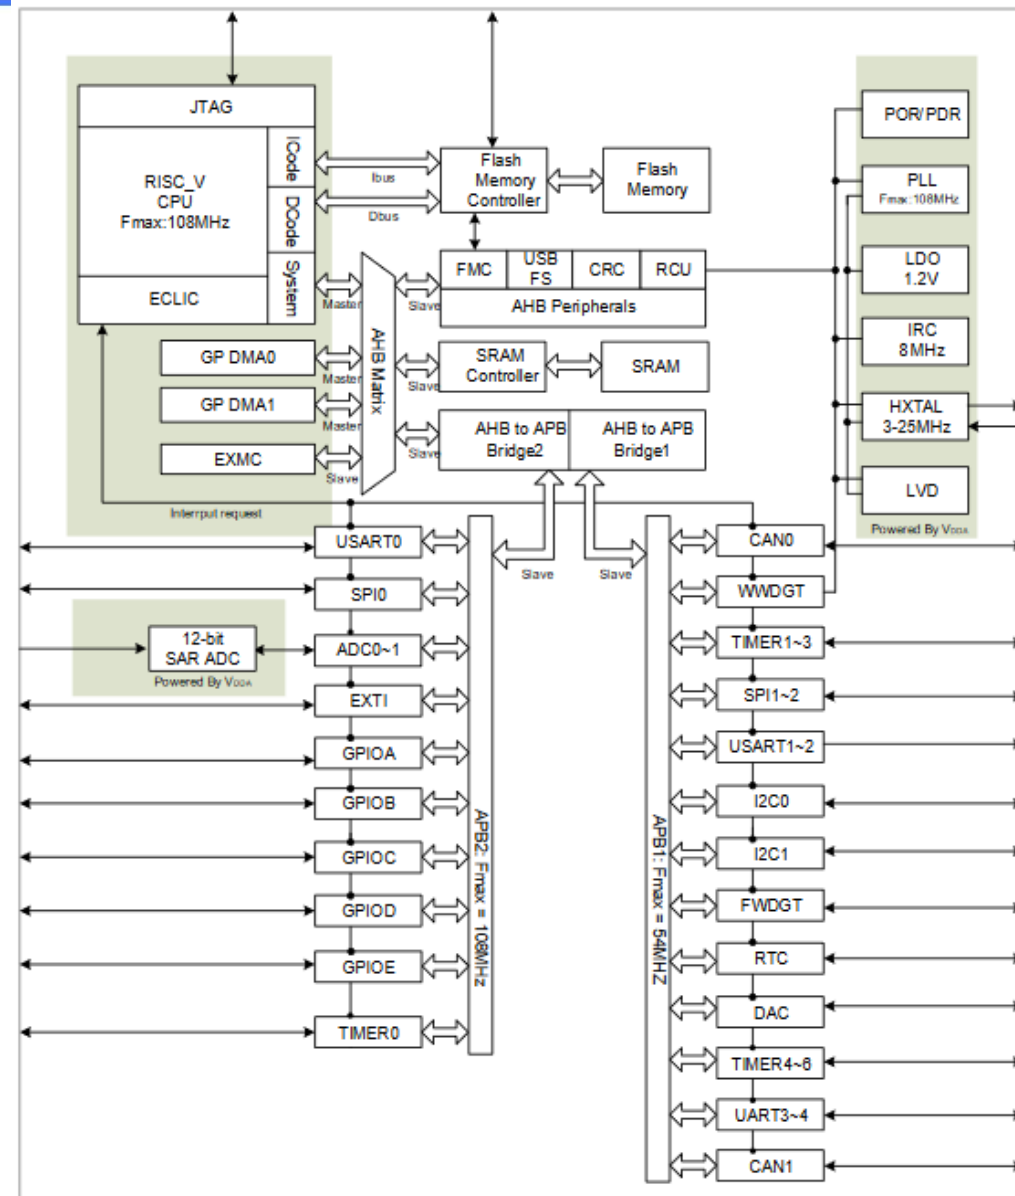 JTAG
RISC_V
CPU
Fmax:108MHz
ICode
DCode
System
ECLIC
Ibus
Dbus
Flash
Memory
Controller
Flash
Memory
FMC
USB
FS
CRC
RCU
AHB Peripherals
Master
Slave
GP DMA0
Master
GP DMA1
Master
EXMC
Slave
AHB Matrix
SRAM
Controller
SRAM
Slave
AHB to APB
Bridge2
AHB to APB
Bridge1
Slave
Interrput request
POR/PDR
PLL
Fmax:108MHz
LDO
1.2V
IRC
8MHz
HXTAL
3-25MHz
LVD
Powered By VDDA
Slave
Slave
USART0
SPI0
12-bit
SAR ADC
Powered By VDDA
ADC0~1
EXTI
GPIOA
GPIOB
GPIOC
GPIOD
GPIOE
TIMER0
APB2: Fmax = 108MHz
APB1: Fmax = 54MHZ
CAN0
WWDGT
TIMER1~3
SPI1~2
USART1~2
I2C0
I2C1
FWDGT
RTC
DAC
TIMER4~6
UART3~4
CAN1